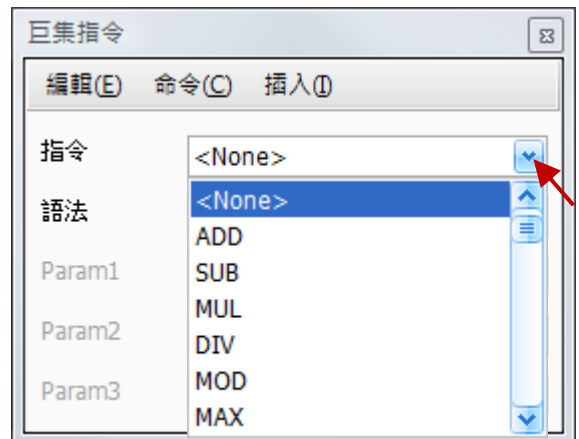 巨集指令
編輯(E) 命令(C) 插入(I)
指令 <None>
語法 <None>
ADD
Param1 SUB
MUL
Param2 DIV
Param3 MOD
MAX